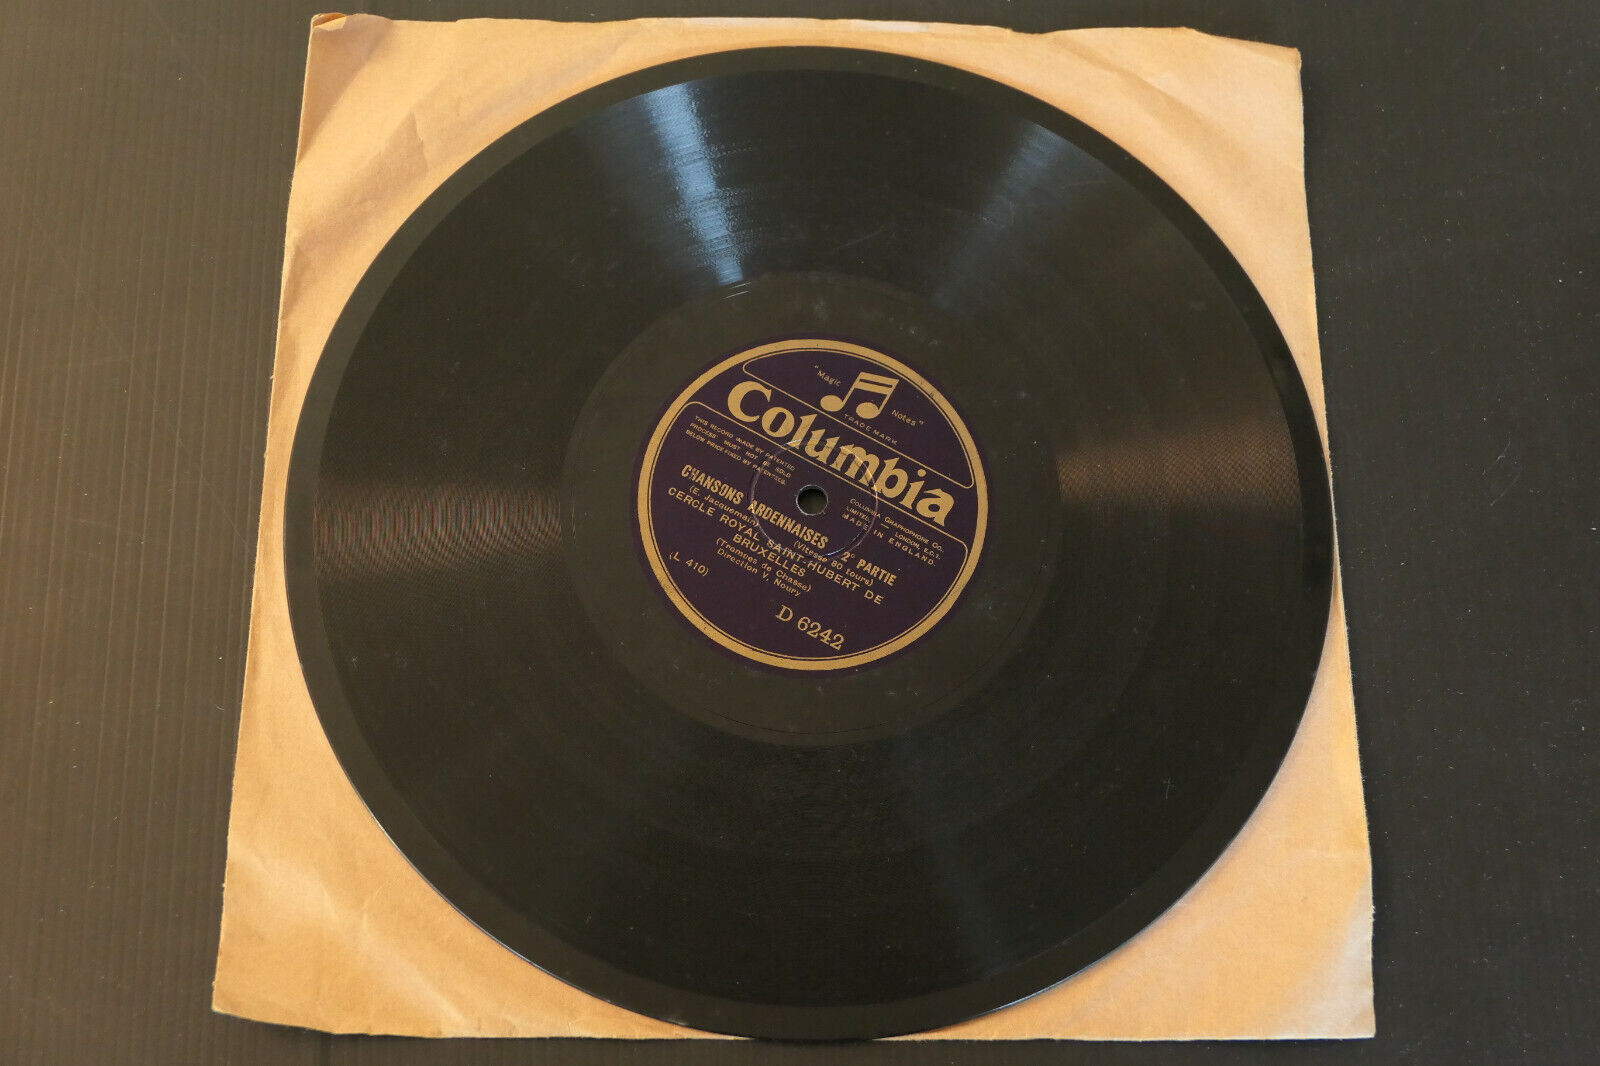 "Magic Notes"
TRADE MARK
Columbia
THIS RECORD MADE BY PATENTED
PROCESS MUST NOT BE SOLD
BELOW PRICE FIXED BY PATENTEES.
COLUMBIA GRAPHOPHONE CO.
LIMITED. — LONDON, E.C.1.
MADE IN ENGLAND.
CHANSONS ARDENNAISES 2e PARTIE
(E. Jacquemain) (Vitesse 80 tours)
CERCLE ROYAL SAINT-HUBERT DE
BRUXELLES
(Trompes de Chasse)
Direction V. Noury
(L 410)
D 6242